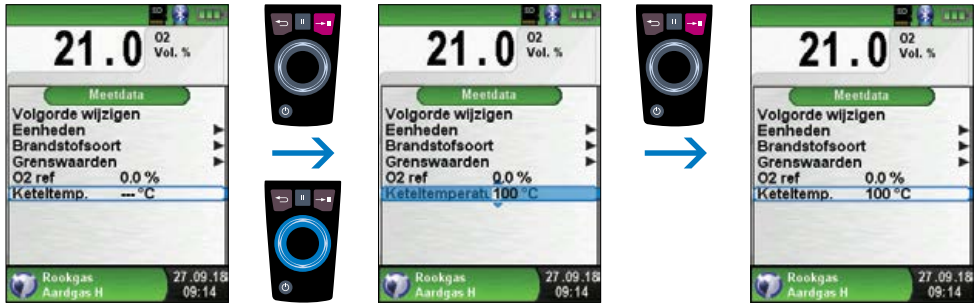 SD
21.0 O2 Vol. %
Meetdata
Volgorde wijzigen
Eenheden
Brandstofsoort
Grenswaarden
O2 ref 0.0 %
Keteltemp. --- °C
Rookgas 27.09.18
Aardgas H 09:14
SD
21.0 O2 Vol. %
Meetdata
Volgorde wijzigen
Eenheden
Brandstofsoort
Grenswaarden
O2 ref 0.0 %
Keteltemperatu 100 °C
Rookgas 27.09.18
Aardgas H 09:14
SD
21.0 O2 Vol. %
Meetdata
Volgorde wijzigen
Eenheden
Brandstofsoort
Grenswaarden
O2 ref 0.0 %
Keteltemp. 100 °C
Rookgas 27.09.18
Aardgas H 09:14